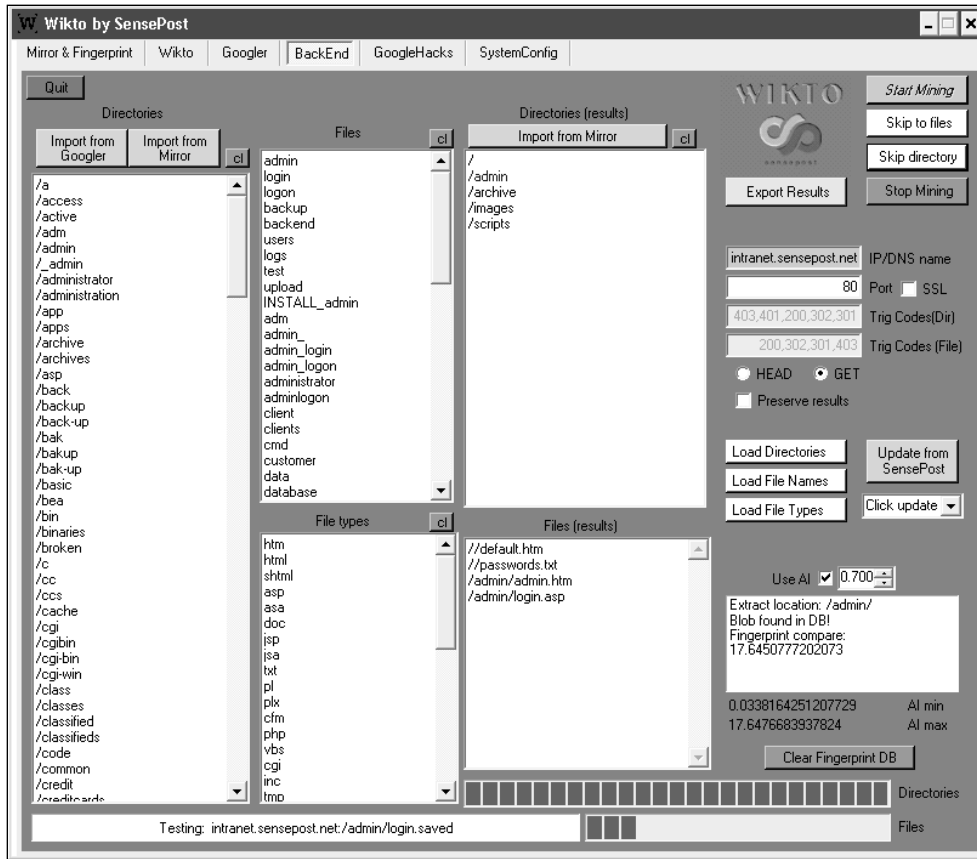 Wikto by SensePost
Mirror & Fingerprint
Wikto
Googler
BackEnd
GoogleHacks
SystemConfig
Quit
Directories
Import from
Googler
Import from
Mirror
cl
/a
/access
/active
/adm
/admin
/_admin
/administrator
/administration
/app
/apps
/archive
/archives
/asp
/back
/backup
/back-up
/bak
/bakup
/bak-up
/basic
/bea
/bin
/binaries
/broken
/c
/cc
/ccs
/cache
/cgi
/cgibin
/cgi-bin
/cgi-win
/class
/classes
/classified
/classifieds
/code
/common
/credit
/creditcards
Files
cl
admin
login
logon
backup
backend
users
logs
test
upload
INSTALL_admin
adm
admin_
admin_login
admin_logon
administrator
adminlogon
client
clients
cmd
customer
data
database
File types
cl
htm
html
shtml
asp
asa
doc
jsp
jsa
txt
pl
plx
cfm
php
vbs
cgi
inc
tmp
Directories (results)
Import from Mirror
cl
/
/admin
/archive
/images
/scripts
Files (results)
//default.htm
//passwords.txt
/admin/admin.htm
/admin/login.asp
WIKTO
sensepost
Start Mining
Skip to files
Skip directory
Export Results
Stop Mining
intranet.sensepost.net IP/DNS name
80 Port SSL
403,401,200,302,301 Trig Codes(Dir)
200,302,301,403 Trig Codes (File)
HEAD GET
Preserve results
Load Directories
Load File Names
Load File Types
Update from
SensePost
Click update
Use AI 0.700
Extract location: /admin/
Blob found in DB!
Fingerprint compare:
17.6450777202073
0.0338164251207729 AI min
17.6476683937824 AI max
Clear Fingerprint DB
Directories
Testing: intranet.sensepost.net:/admin/login.saved
Files